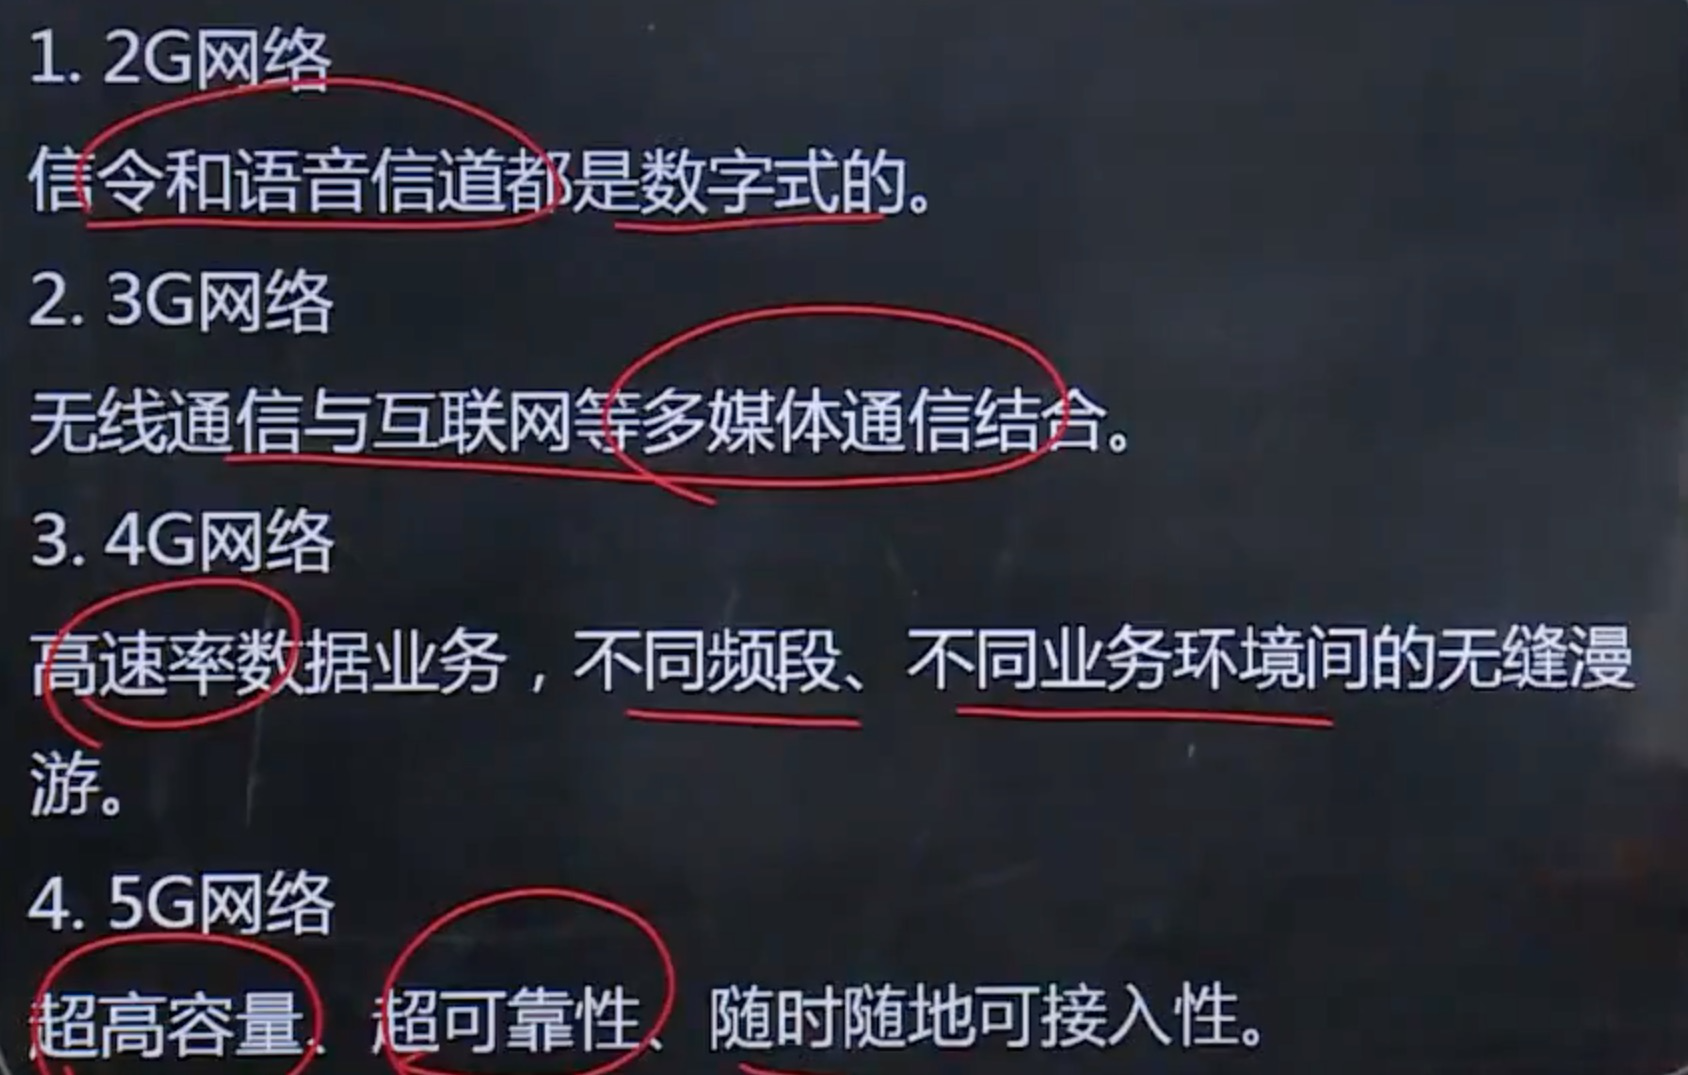 1. 2G网络
信令和语音信道都是数字式的。
2. 3G网络
无线通信与互联网等多媒体通信结合。
3. 4G网络
高速率数据业务，不同频段、不同业务环境间的无缝漫
游。
4. 5G网络
超高容量、超可靠性、随时随地可接入性。